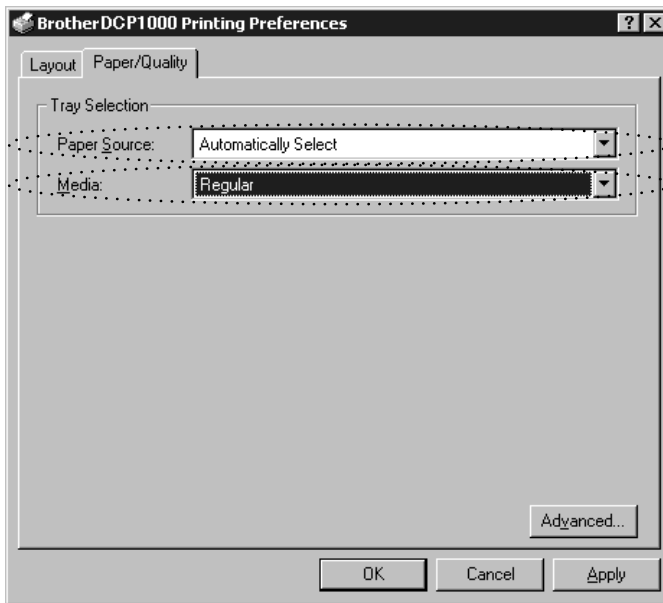 BrotherDCP1000 Printing Preferences
Layout Paper/Quality
Tray Selection
Paper Source: Automatically Select
Media: Regular
Advanced...
OK Cancel Apply